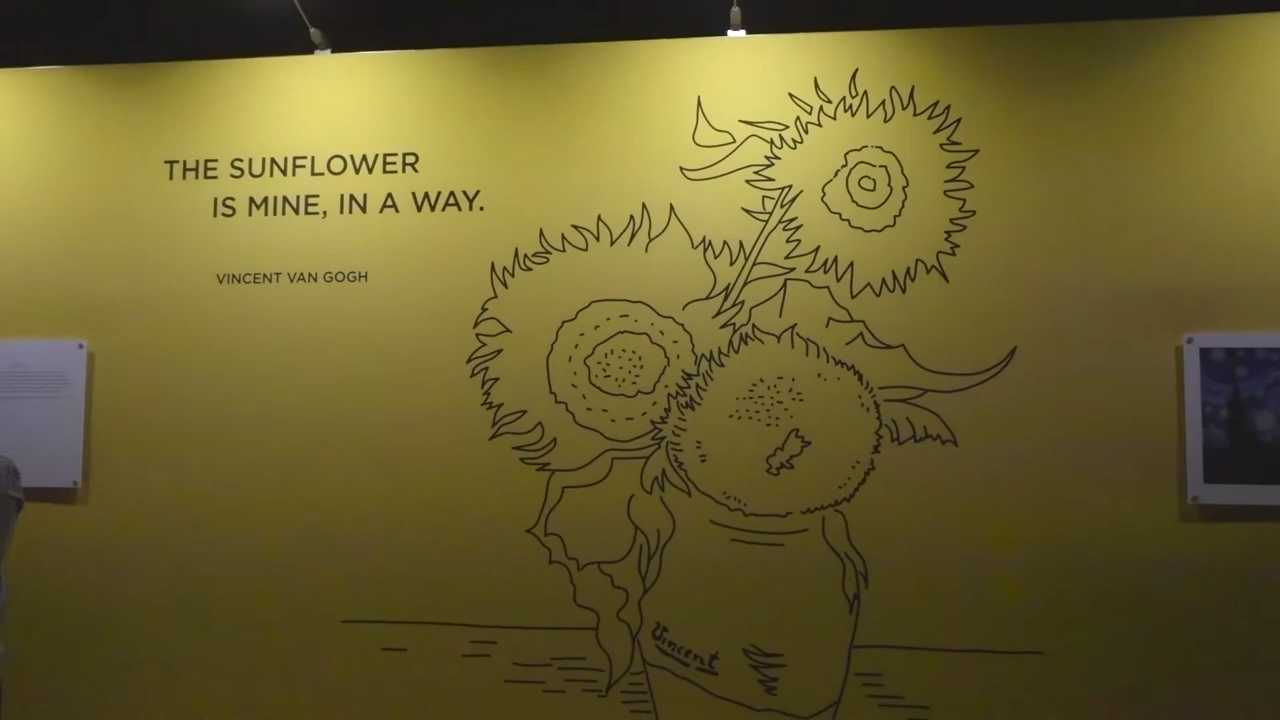 THE SUNFLOWER
IS MINE, IN A WAY.
VINCENT VAN GOGH
Vincent